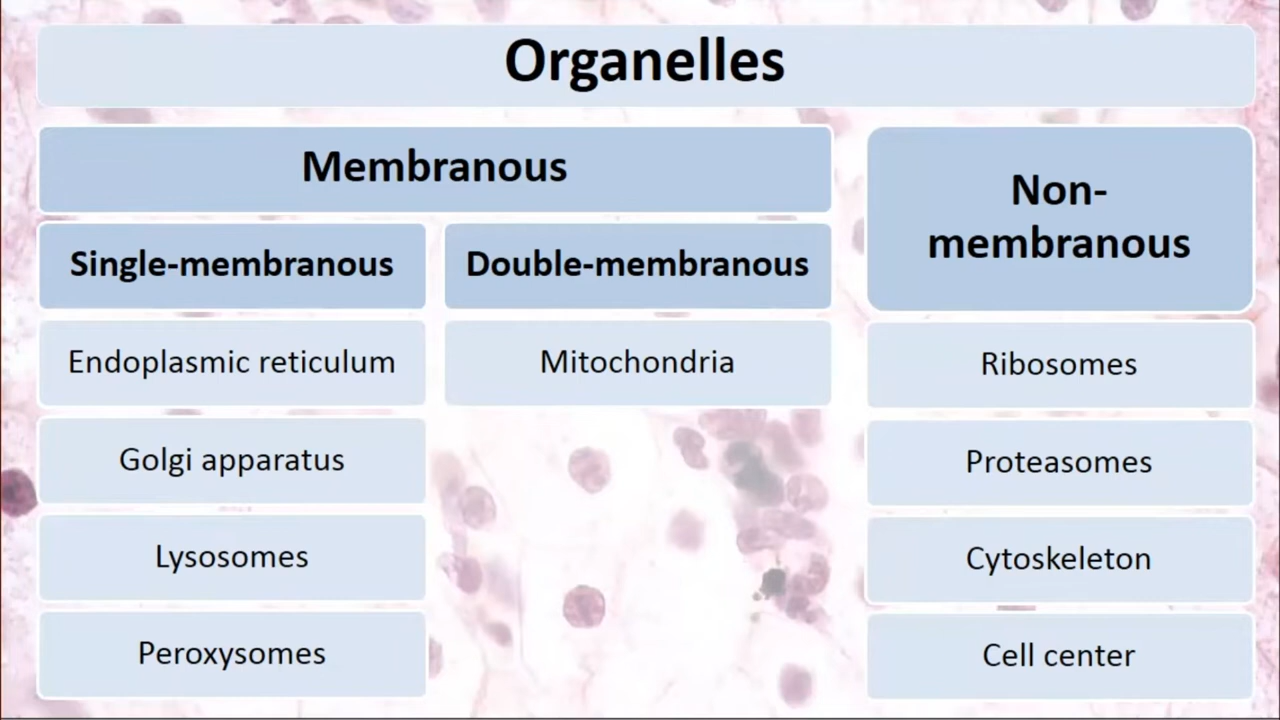 Organelles
Membranous
Non-
membranous
Single-membranous
Double-membranous
Endoplasmic reticulum
Mitochondria
Ribosomes
Golgi apparatus
Proteasomes
Lysosomes
Cytoskeleton
Peroxysomes
Cell center